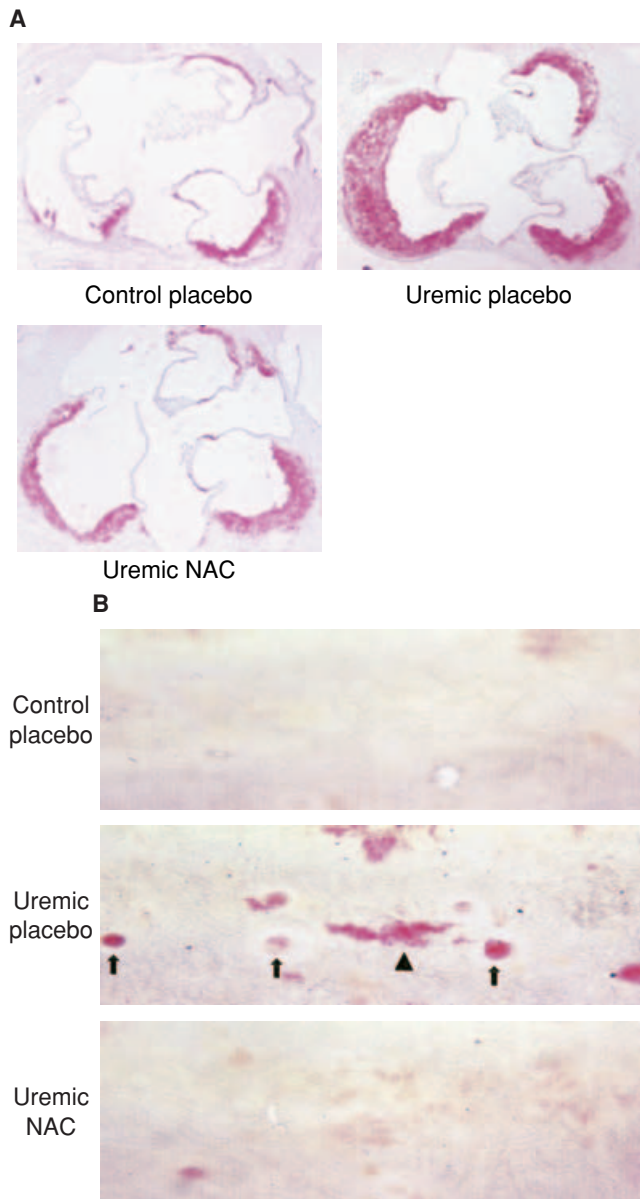 A
Control placebo
Uremic placebo
Uremic NAC
B
Control
placebo
Uremic
placebo
Uremic
NAC